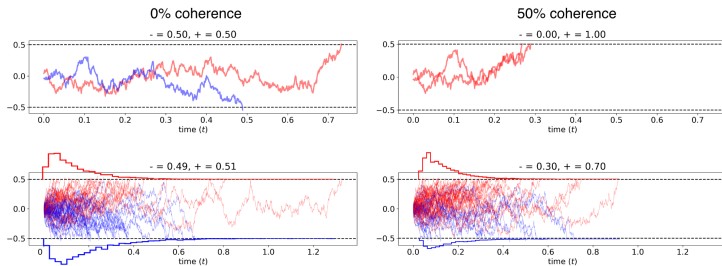 0% coherence
50% coherence
- = 0.50, + = 0.50
- = 0.00, + = 1.00
0.5
0.0
−0.5
0.0 0.1 0.2 0.3 0.4 0.5 0.6 0.7
time (t)
0.5
0.0
−0.5
0.0 0.1 0.2 0.3 0.4 0.5 0.6 0.7
time (t)
- = 0.49, + = 0.51
- = 0.30, + = 0.70
0.5
0.0
−0.5
0 0.4 0.6 0.8 1.0 1.2
time (t)
0.5
0.0
−0.5
0.0 0.2 0.4 0.6 0.8 1.0 1.2
time (t)